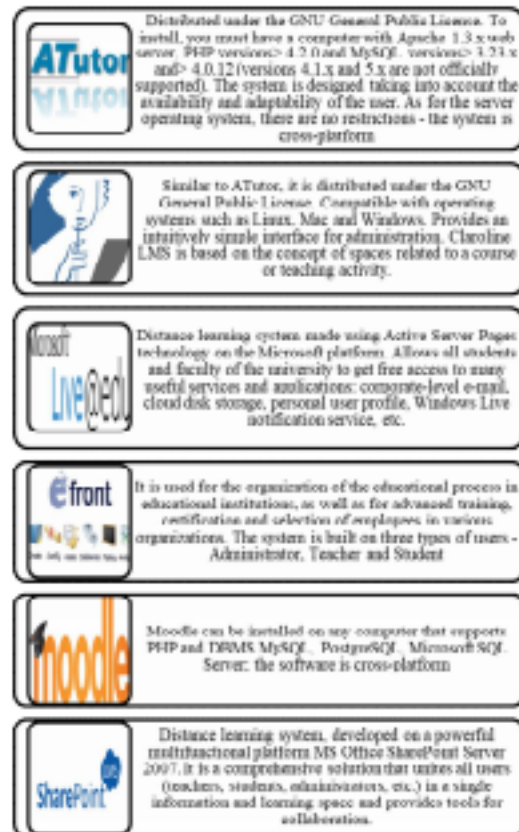 ATutor
Distributed under the GNU General Public Licence. To
install, you must have a computer with Apache 1.3.x web
server, PHP versions> 4.2.0 and MySQL, versions> 3.23.x
and> 4.0.12 (versions 4.1.x and 5.x are not officially
supported). The system is designed taking into account the
availability and adaptability of the user. As for the server
operating system, there are no restrictions - the system is
cross-platform
Similar to ATutor, it is distributed under the GNU
General Public License. Compatible with operating
systems such as Linux, Mac and Windows. Provides an
intuitively simple interface for administration. Claroline
LMS is based on the concept of spaces related to a course
or teaching activity.
Microsoft
Live@edu
Distance learning system made using Active Server Pages
technology on the Microsoft platform. Allows all students
and faculty of the university to get free access to many
useful services and applications: corporate-level e-mail,
cloud disk storage, personal user profile, Windows Live
notification service, etc.
efront
It is used for the organization of the educational process in
educational institutions, as well as for advanced training,
certification and selection of employees in various
organizations. The system is built on three types of users -
Administrator, Teacher and Student
moodle
Moodle can be installed on any computer that supports
PHP and DBMS MySQL, PostgreSQL, Microsoft SQL
Server: the software is cross-platform
SharePoint
Distance learning system, developed on a powerful
multifunctional platform MS Office SharePoint Server
2007. It is a comprehensive solution that unites all users
(teachers, students, administrators, etc.) in a single
information and learning space and provides tools for
collaboration.